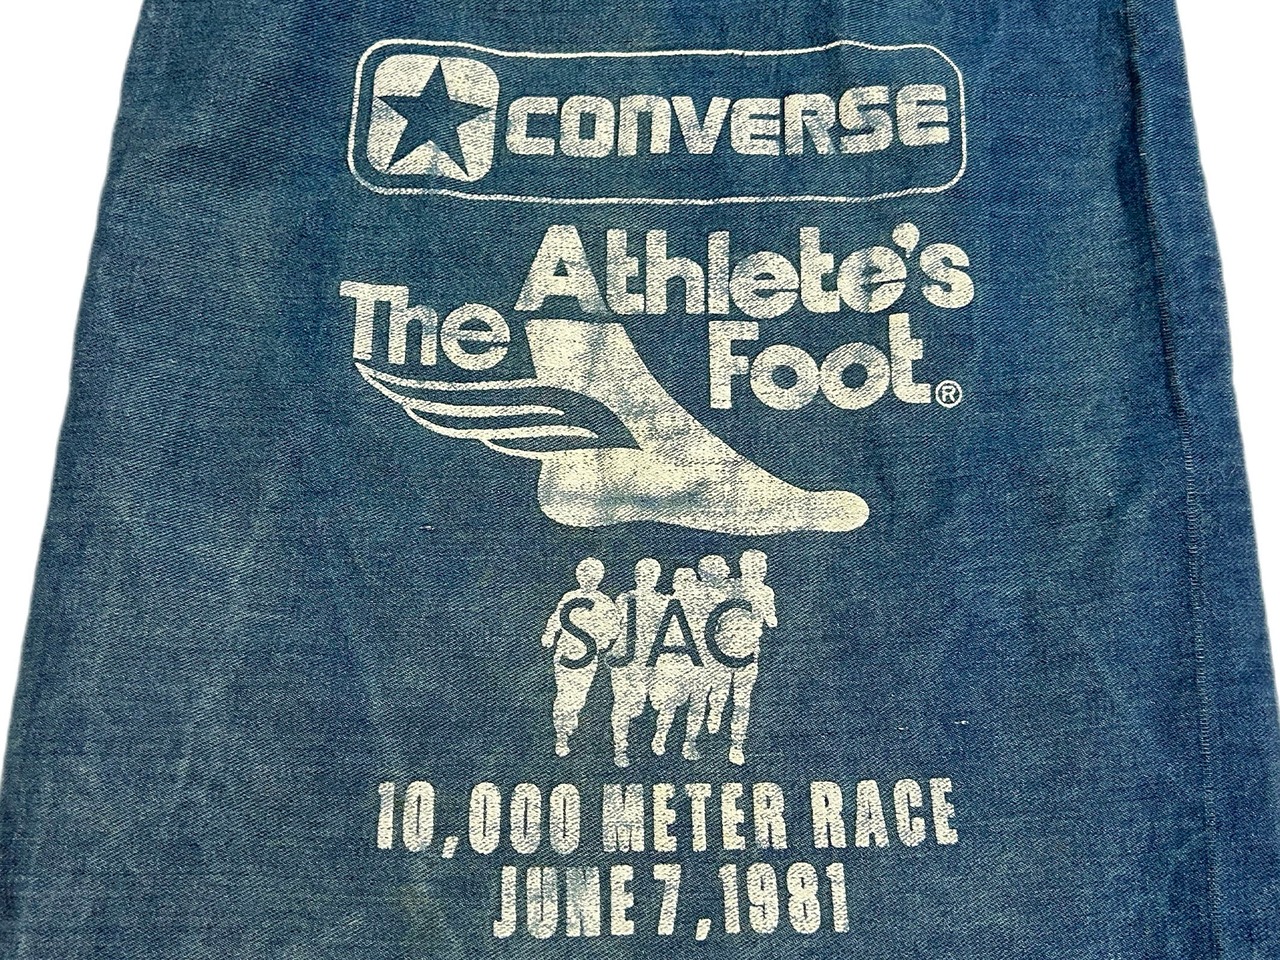 CONVERSE
The Athlete's
Foot®
SJAC
10,000 METER RACE
JUNE 7, 1981